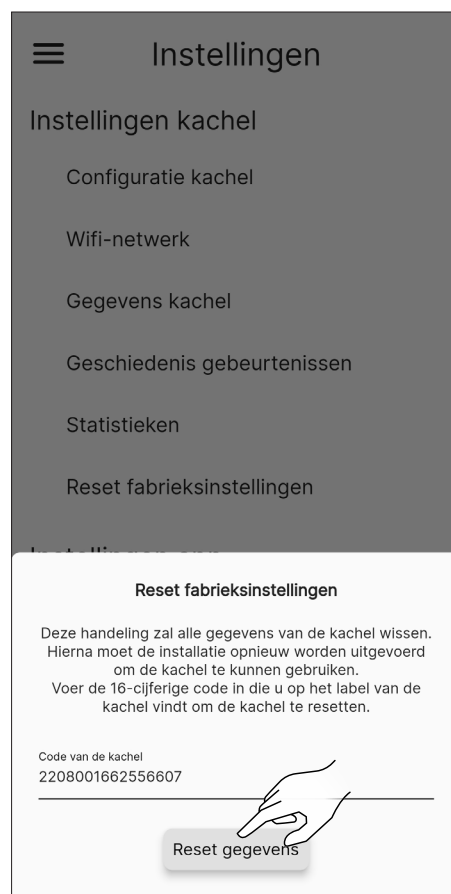 Instellingen
Instellingen kachel
Configuratie kachel
Wifi-netwerk
Gegevens kachel
Geschiedenis gebeurtenissen
Statistieken
Reset fabrieksinstellingen
Instellingen app
Reset fabrieksinstellingen
Deze handeling zal alle gegevens van de kachel wissen.
Hierna moet de installatie opnieuw worden uitgevoerd
om de kachel te kunnen gebruiken.
Voer de 16-cijferige code in die u op het label van de
kachel vindt om de kachel te resetten.
Code van de kachel
2208001662556607
Reset gegevens